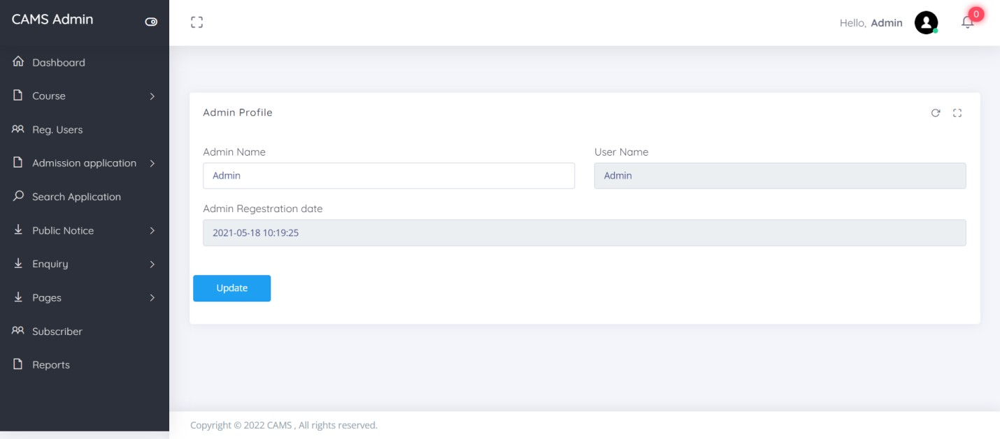 CAMS Admin
Hello, Admin
0
Dashboard
Course
Reg. Users
Admission application
Search Application
Public Notice
Enquiry
Pages
Subscriber
Reports
Admin Profile
Admin Name
User Name
Admin
Admin
Admin Regestration date
2021-05-18 10:19:25
Update
Copyright © 2022 CAMS , All rights reserved.